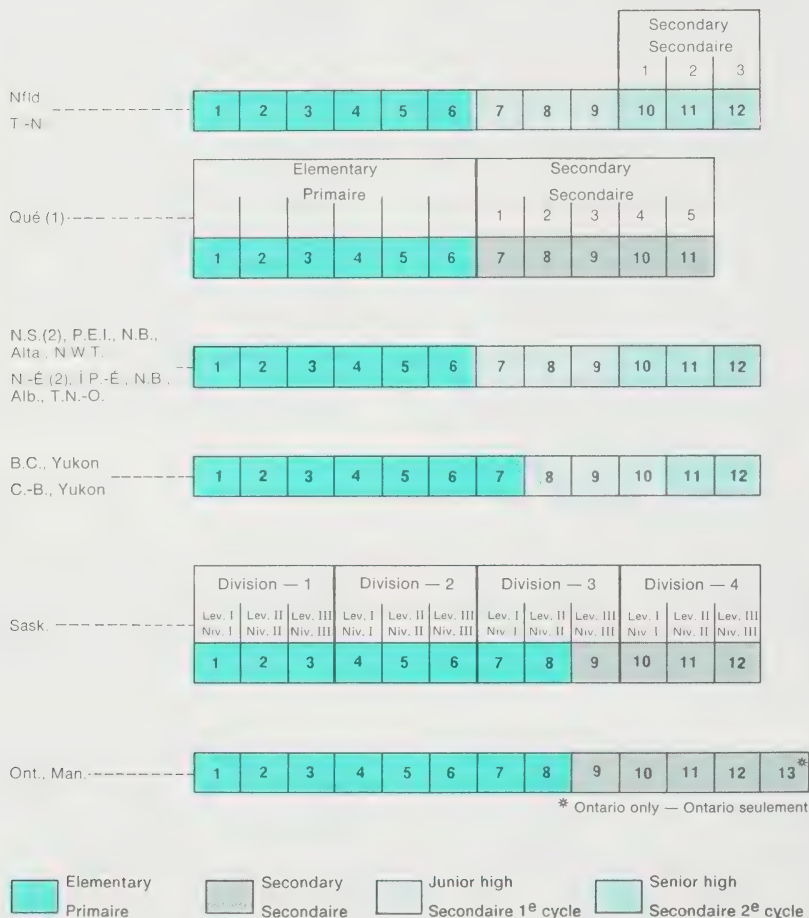 Secondary
Secondaire
1 2 3
Nfld
T -N
1 2 3 4 5 6 7 8 9 10 11 12
Elementary Secondary
Primaire Secondaire
Qué (1)
1 2 3 4 5
1 2 3 4 5 6 7 8 9 10 11
N.S.(2), P.E.I., N.B.,
Alta , N W T.
N -É (2), Î P.-É., N.B ,
Alb., T.N.-O.
1 2 3 4 5 6 7 8 9 10 11 12
B.C., Yukon
C.-B., Yukon
1 2 3 4 5 6 7 8 9 10 11 12
Division — 1 Division — 2 Division — 3 Division — 4
Sask.
Lev. I Lev. II Lev. III Lev. I Lev. II Lev. III Lev. I Lev. II Lev. III Lev. I Lev. II Lev. III
Niv. I Niv. II Niv. III Niv. I Niv. II Niv. III Niv. I Niv. II Niv. III Niv. I Niv. II Niv. III
1 2 3 4 5 6 7 8 9 10 11 12
Ont., Man.
1 2 3 4 5 6 7 8 9 10 11 12 13*
* Ontario only — Ontario seulement
Elementary Secondary Junior high Senior high
Primaire Secondaire Secondaire 1e cycle Secondaire 2e cycle